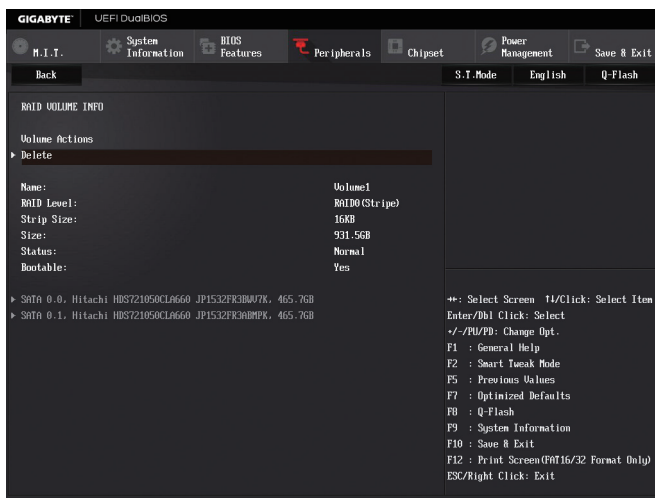 GIGABYTE™ UEFI DualBIOS
M.I.T. System Information BIOS Features Peripherals Chipset Power Management Save & Exit
Back S.T.Mode English Q-Flash
RAID VOLUME INFO
Volume Actions
Delete
Name: Volume1
RAID Level: RAID0(Stripe)
Strip Size: 16KB
Size: 931.5GB
Status: Normal
Bootable: Yes
SATA 0.0, Hitachi HDS721050CLA660 JP1532FR3BWV7K, 465.7GB
SATA 0.1, Hitachi HDS721050CLA660 JP1532FR3ABMPK, 465.7GB
→←: Select Screen ↑↓/Click: Select Item
Enter/Dbl Click: Select
+/-/PU/PD: Change Opt.
F1 : General Help
F2 : Smart Tweak Mode
F5 : Previous Values
F7 : Optimized Defaults
F8 : Q-Flash
F9 : System Information
F10 : Save & Exit
F12 : Print Screen(FAT16/32 Format Only)
ESC/Right Click: Exit